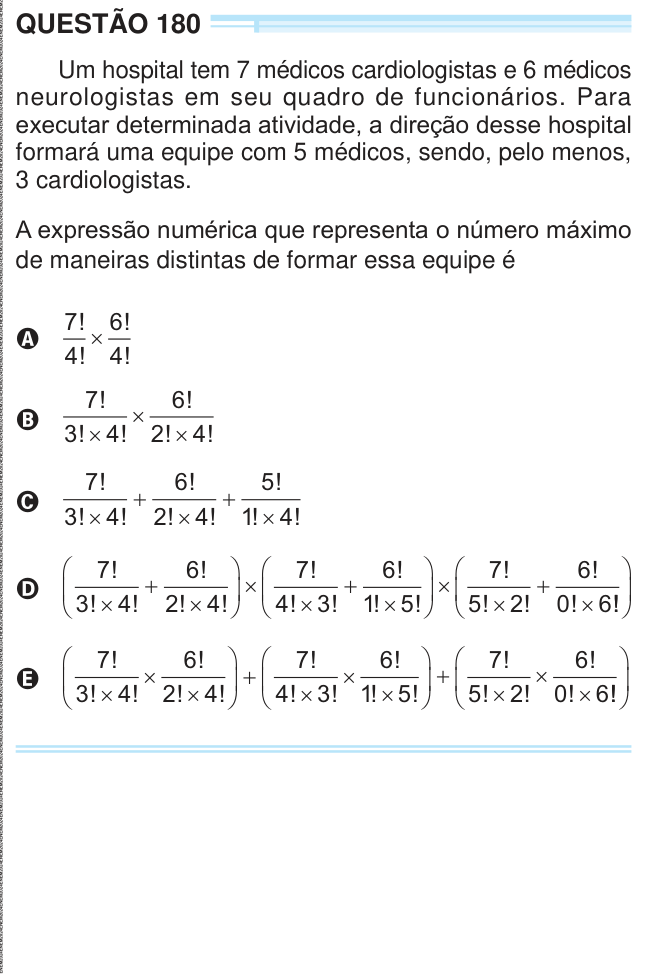 QUESTÃO 180
Um hospital tem 7 médicos cardiologistas e 6 médicos
neurologistas em seu quadro de funcionários. Para
executar determinada atividade, a direção desse hospital
formará uma equipe com 5 médicos, sendo, pelo menos,
3 cardiologistas.
A expressão numérica que representa o número máximo
de maneiras distintas de formar essa equipe é
A 7!/4! × 6!/4!
B 7!/(3! × 4!) × 6!/(2! × 4!)
C 7!/(3! × 4!) + 6!/(2! × 4!) + 5!/(1! × 4!)
D (7!/(3! × 4!) + 6!/(2! × 4!)) × (7!/(4! × 3!) + 6!/(1! × 5!)) × (7!/(5! × 2!) + 6!/(0! × 6!))
E (7!/(3! × 4!) × 6!/(2! × 4!)) + (7!/(4! × 3!) × 6!/(1! × 5!)) + (7!/(5! × 2!) × 6!/(0! × 6!))